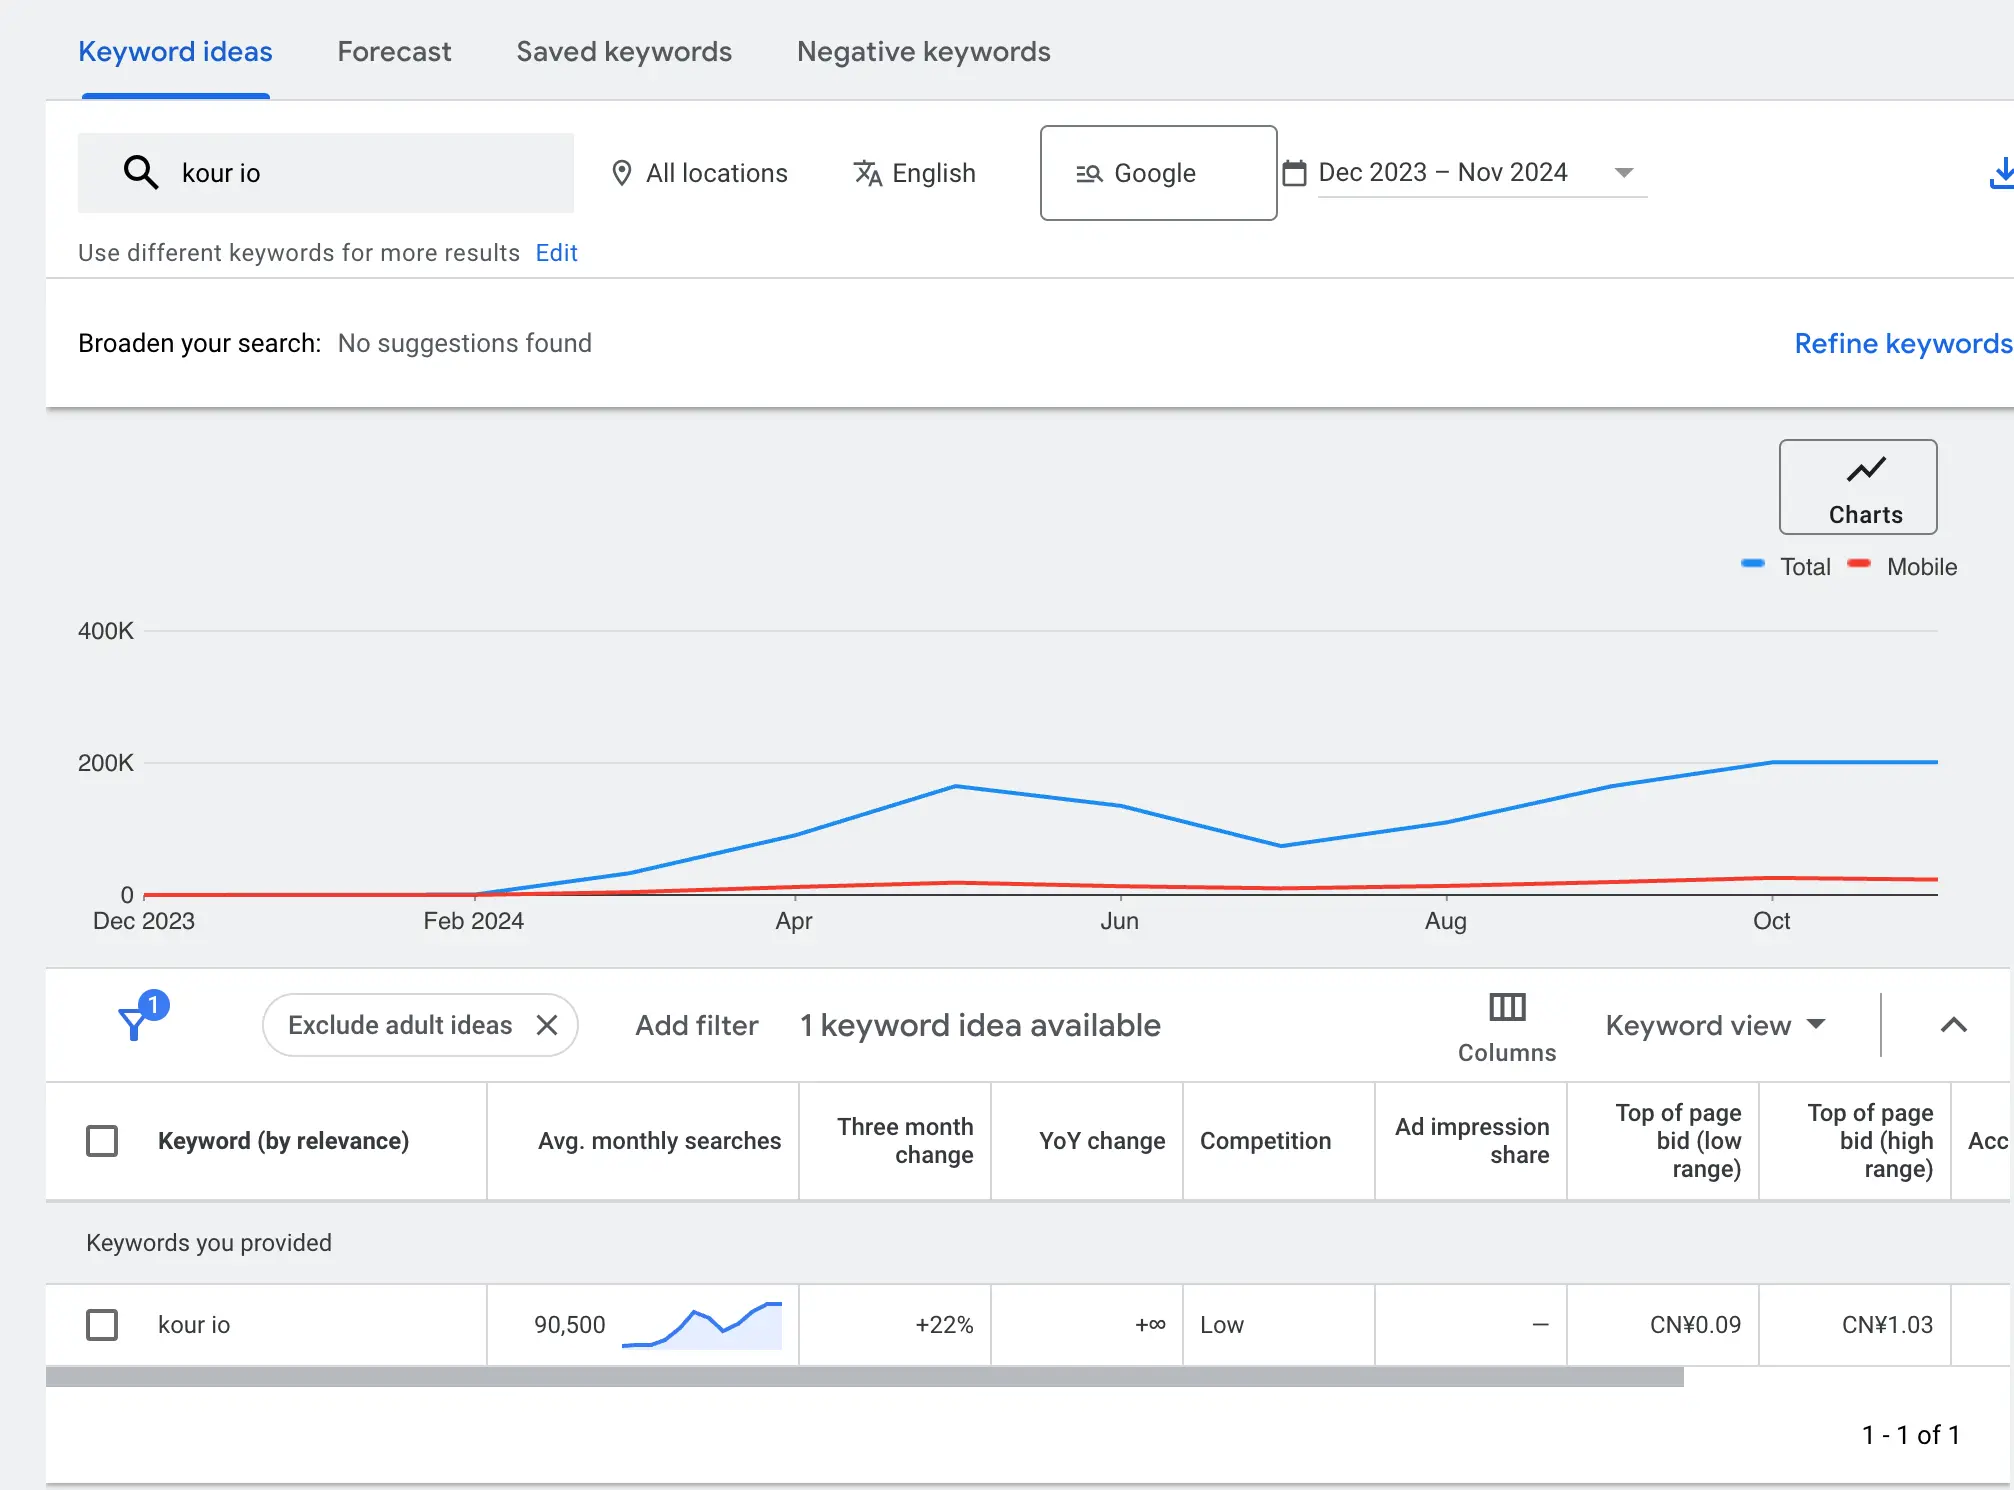 Keyword ideas Forecast Saved keywords Negative keywords
kour io All locations English Google Dec 2023 – Nov 2024
Use different keywords for more results Edit
Broaden your search: No suggestions found Refine keywords
Charts
Total Mobile
400K
200K
0
Dec 2023 Feb 2024 Apr Jun Aug Oct
1
Exclude adult ideas Add filter 1 keyword idea available Columns Keyword view
Keyword (by relevance) Avg. monthly searches Three month change YoY change Competition Ad impression share Top of page bid (low range) Top of page bid (high range) Acc
Keywords you provided
kour io 90,500 +22% +∞ Low — CN¥0.09 CN¥1.03
1 - 1 of 1